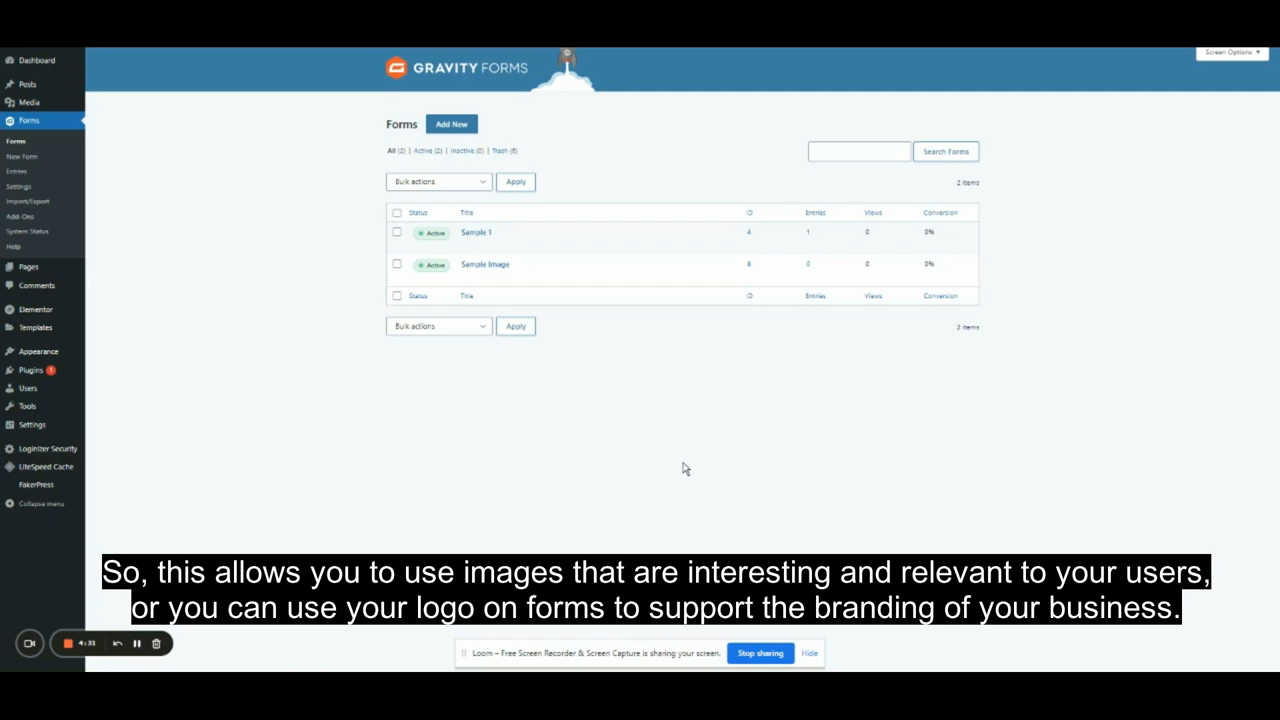 Screen Options
Dashboard
Posts
Media
Forms
Forms
New Form
Entries
Settings
Import/Export
Add-Ons
System Status
Help
Pages
Comments
Elementor
Templates
Appearance
Plugins 1
Users
Tools
Settings
Loginizer Security
LiteSpeed Cache
FakerPress
Collapse menu
GRAVITY FORMS
Forms Add New
All (2) | Active (2) | Inactive (0) | Trash (6)
Search Forms
Bulk actions Apply
2 items
Status Title ID Entries Views Conversion
Active Sample 1 4 1 0 0%
Active Sample Image 8 0 0 0%
Status Title ID Entries Views Conversion
Bulk actions Apply
2 items
So, this allows you to use images that are interesting and relevant to your users,
or you can use your logo on forms to support the branding of your business.
4:31
Loom – Free Screen Recorder & Screen Capture is sharing your screen. Stop sharing Hide